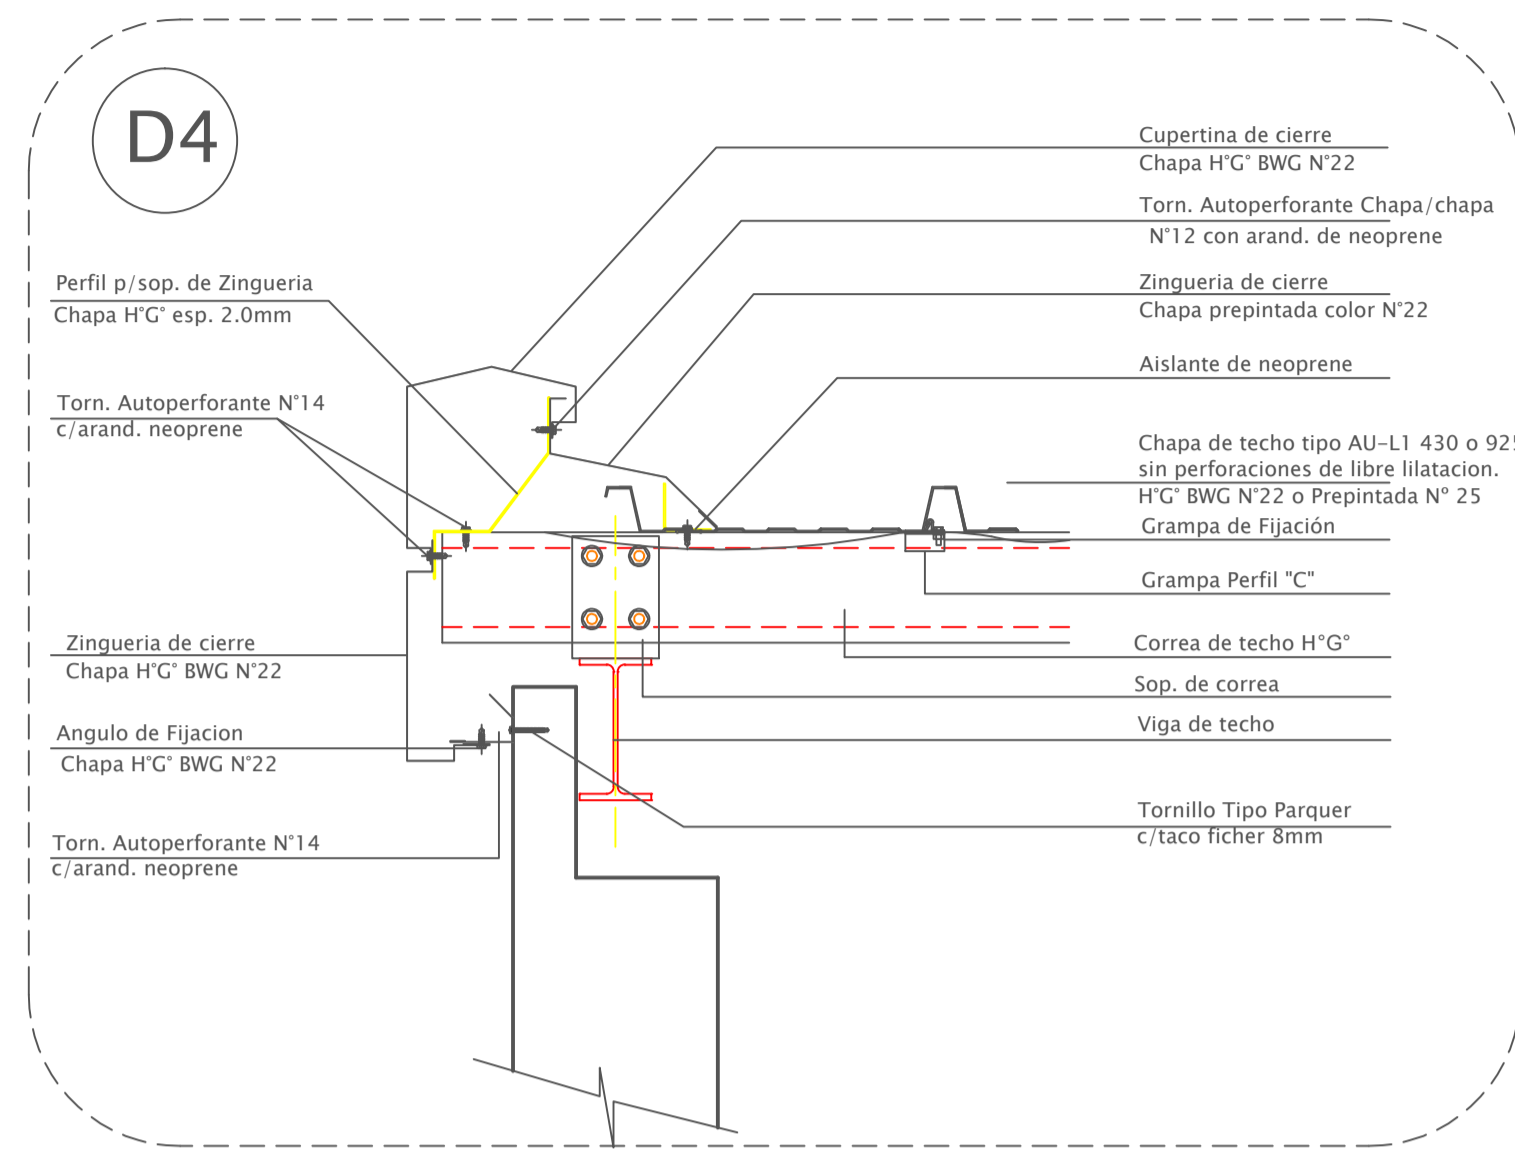 D4
Cupertina de cierre
Chapa H°G° BWG N°22
Torn. Autoperforante Chapa/chapa
N°12 con arand. de neoprene
Zingueria de cierre
Chapa prepintada color N°22
Aislante de neoprene
Chapa de techo tipo AU-L1 430 o 925
sin perforaciones de libre lilatacion.
H°G° BWG N°22 o Prepintada Nº 25
Grampa de Fijación
Grampa Perfil "C"
Correa de techo H°G°
Sop. de correa
Viga de techo
Tornillo Tipo Parquer
c/taco ficher 8mm
Perfil p/sop. de Zingueria
Chapa H°G° esp. 2.0mm
Torn. Autoperforante N°14
c/arand. neoprene
Zingueria de cierre
Chapa H°G° BWG N°22
Angulo de Fijacion
Chapa H°G° BWG N°22
Torn. Autoperforante N°14
c/arand. neoprene